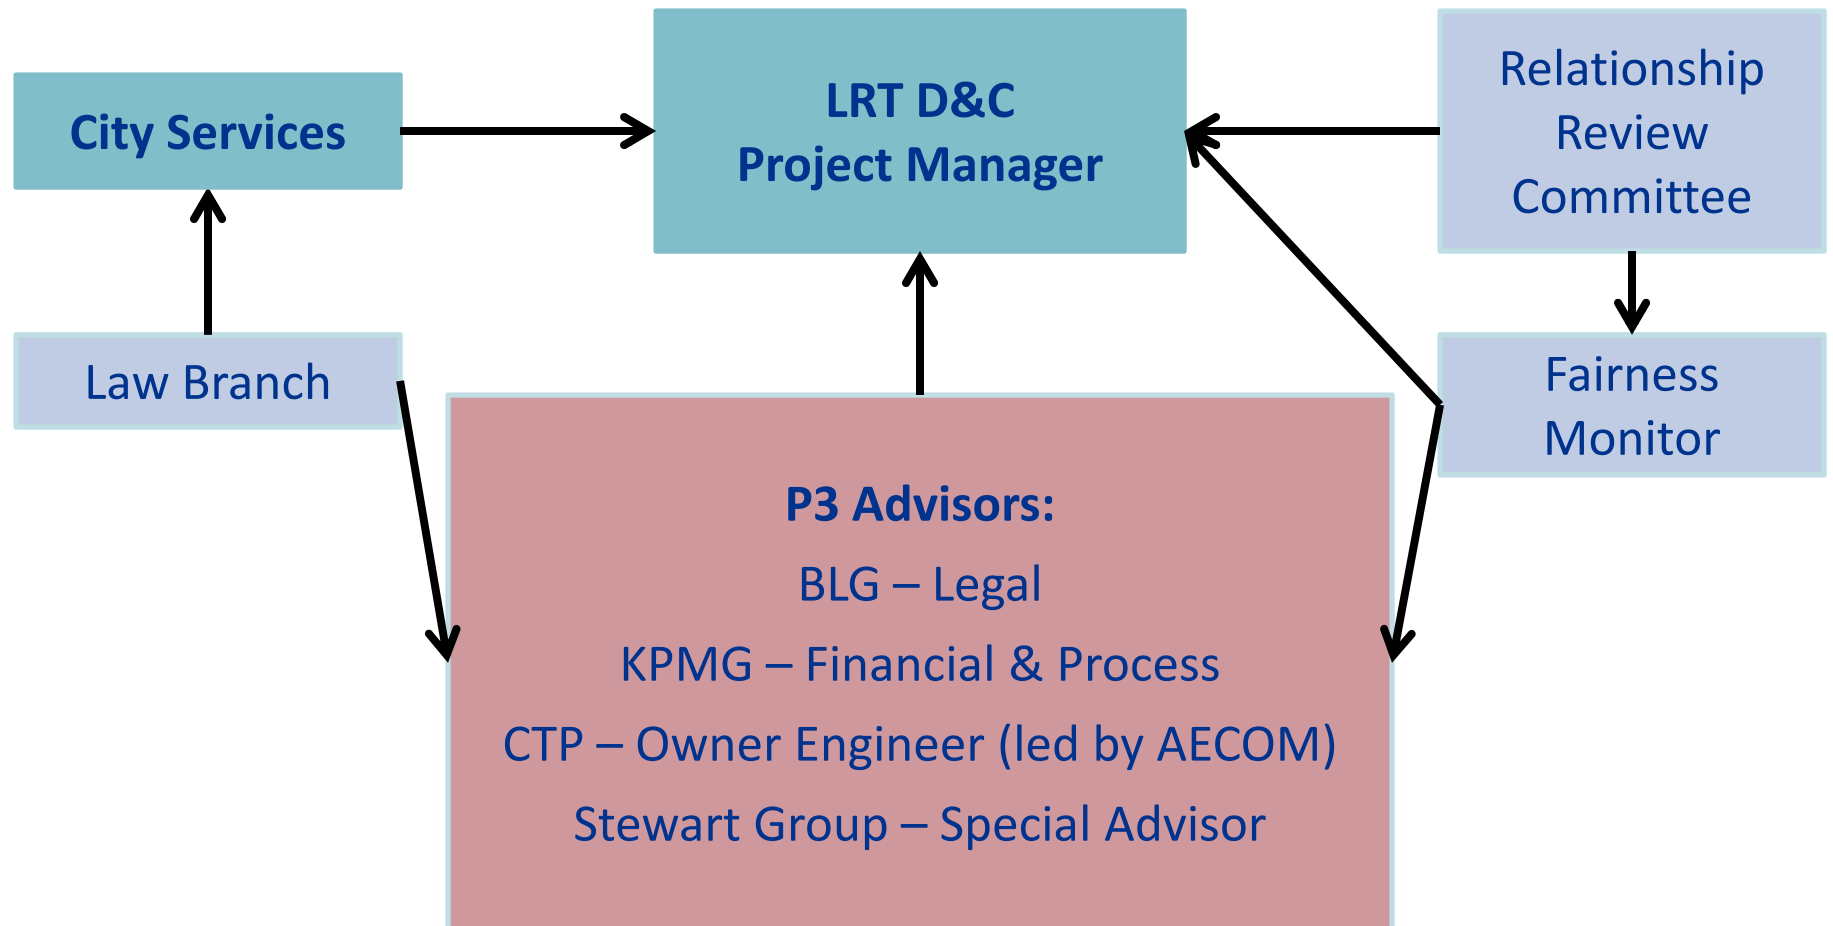 City Services
LRT D&C
Project Manager
Relationship
Review
Committee
Law Branch
Fairness
Monitor
P3 Advisors:
BLG – Legal
KPMG – Financial & Process
CTP – Owner Engineer (led by AECOM)
Stewart Group – Special Advisor